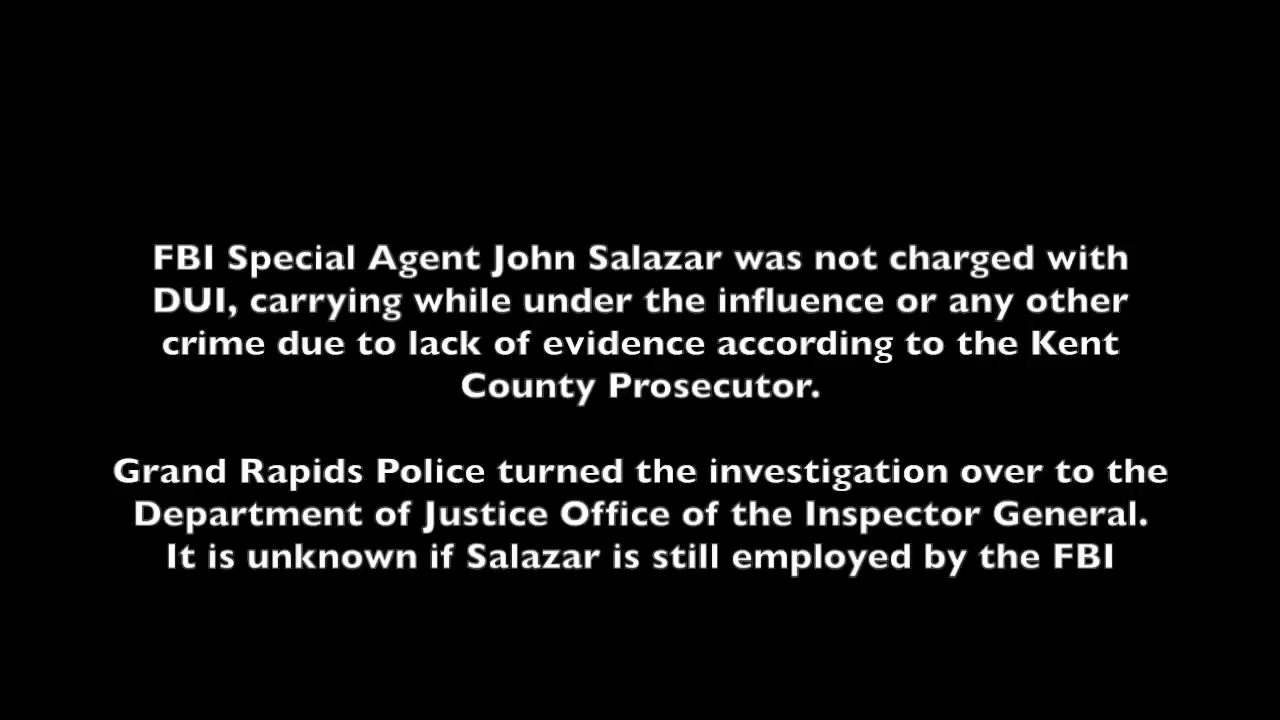 FBI Special Agent John Salazar was not charged with
DUI, carrying while under the influence or any other
crime due to lack of evidence according to the Kent
County Prosecutor.
Grand Rapids Police turned the investigation over to the
Department of Justice Office of the Inspector General.
It is unknown if Salazar is still employed by the FBI